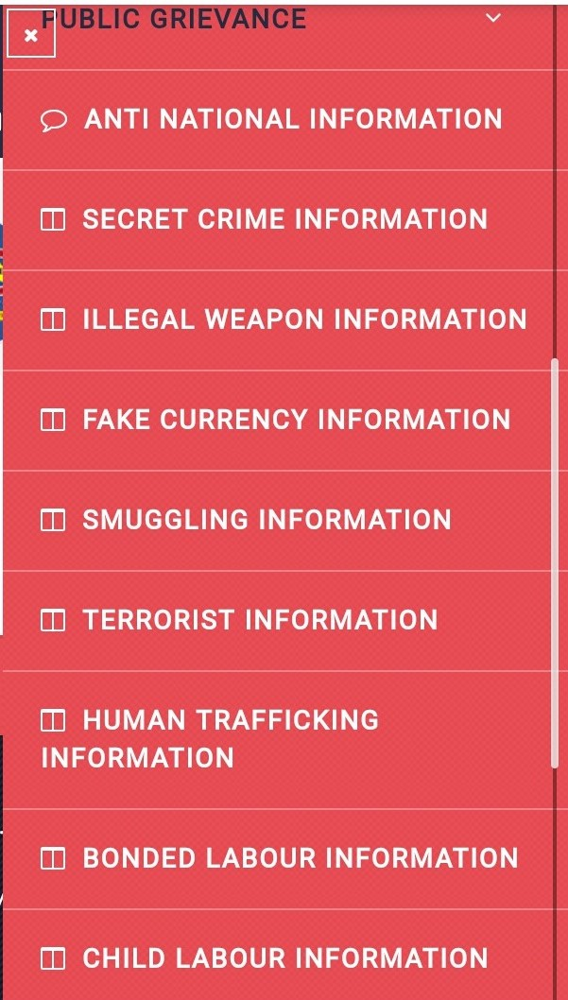 PUBLIC GRIEVANCE
ANTI NATIONAL INFORMATION
SECRET CRIME INFORMATION
ILLEGAL WEAPON INFORMATION
FAKE CURRENCY INFORMATION
SMUGGLING INFORMATION
TERRORIST INFORMATION
HUMAN TRAFFICKING
INFORMATION
BONDED LABOUR INFORMATION
CHILD LABOUR INFORMATION